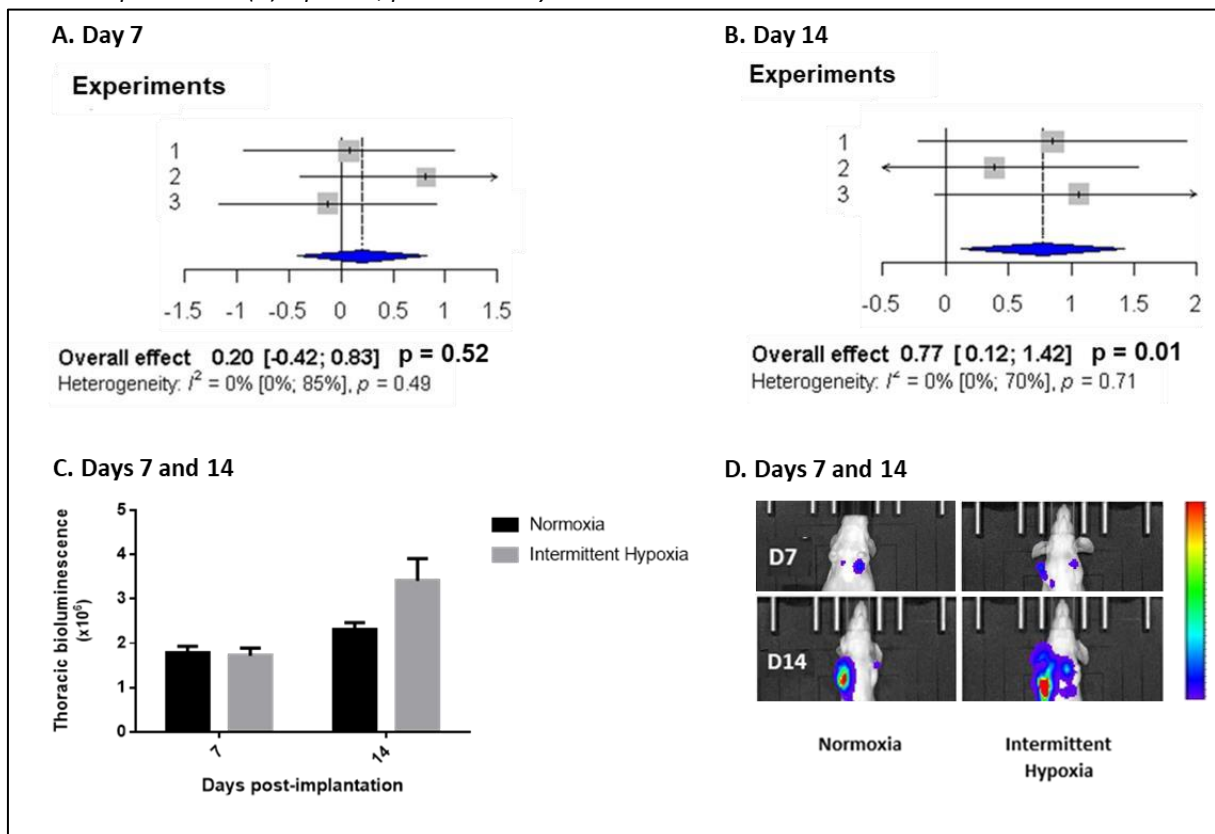 A. Day 7
Experiments
1
2
3
-1.5 -1 -0.5 0 0.5 1 1.5
Overall effect 0.20 [-0.42; 0.83] p = 0.52
Heterogeneity: I² = 0% [0%; 85%], p = 0.49
B. Day 14
Experiments
1
2
3
-0.5 0 0.5 1 1.5 2
Overall effect 0.77 [ 0.12; 1.42] p = 0.01
Heterogeneity: I² = 0% [0%; 70%], p = 0.71
C. Days 7 and 14
Thoracic bioluminescence
(x10⁶)
5
4
3
2
1
0
7 14
Days post-implantation
Normoxia
Intermittent Hypoxia
D. Days 7 and 14
D7
D14
Normoxia Intermittent
Hypoxia